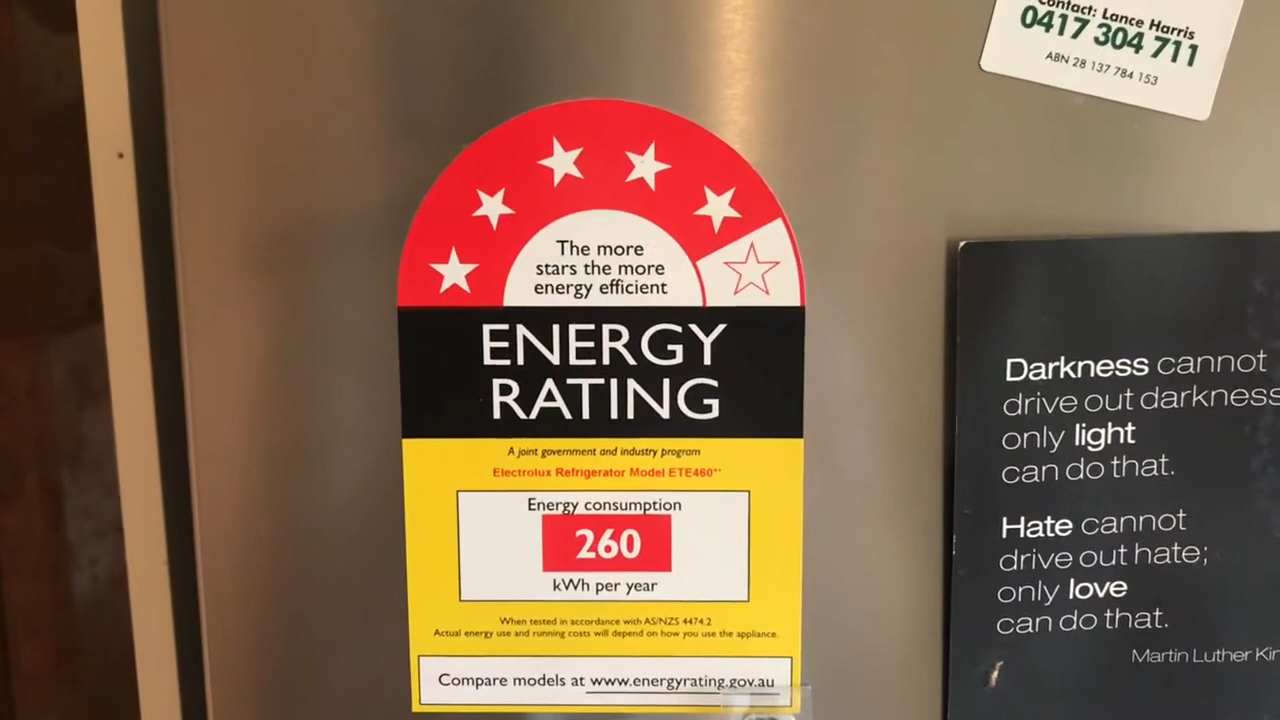 Contact: Lance Harris
0417 304 711
ABN 28 137 784 153
The more
stars the more
energy efficient
ENERGY
RATING
A joint government and industry program
Electrolux Refrigerator Model ETE460**
Energy consumption
260
kWh per year
When tested in accordance with AS/NZS 4474.2
Actual energy use and running costs will depend on how you use the appliance.
Compare models at www.energyrating.gov.au
Darkness cannot
drive out darkness
only light
can do that.
Hate cannot
drive out hate;
only love
can do that.
Martin Luther Kin